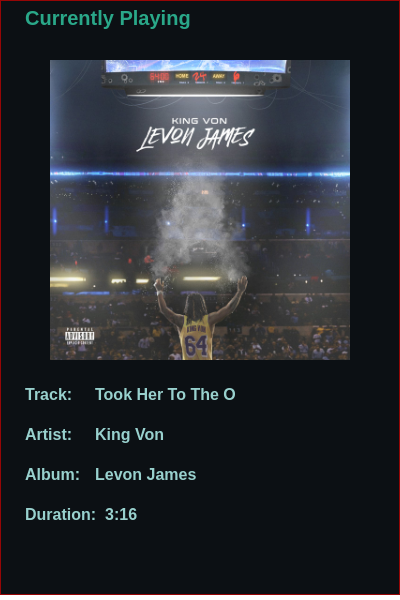 Currently Playing
HOME
AWAY
KING VON
LEVON JAMES
KING VON
64
PARENTAL
ADVISORY
EXPLICIT CONTENT
Track: Took Her To The O
Artist: King Von
Album: Levon James
Duration: 3:16